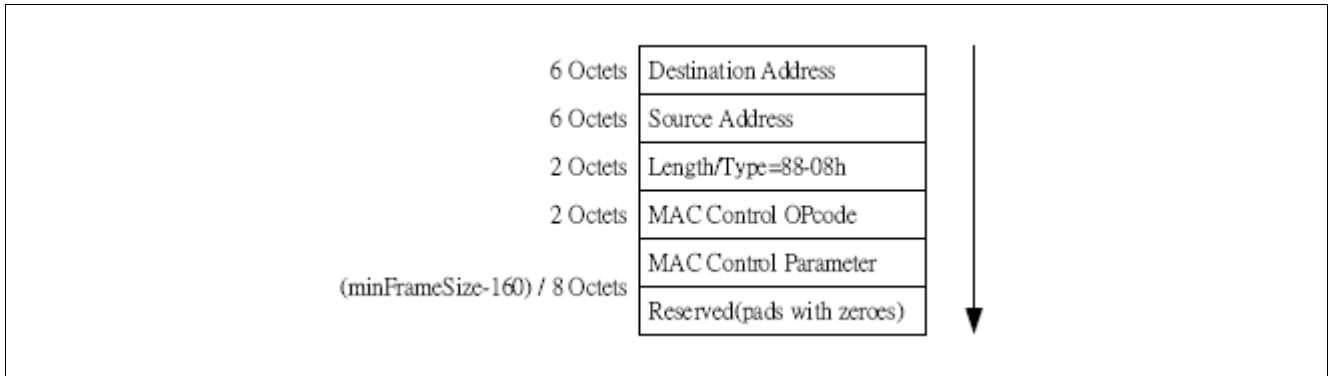 6 Octets Destination Address
6 Octets Source Address
2 Octets Length/Type=88-08h
2 Octets MAC Control OPcode
MAC Control Parameter
(minFrameSize-160) / 8 Octets
Reserved(pads with zeroes)